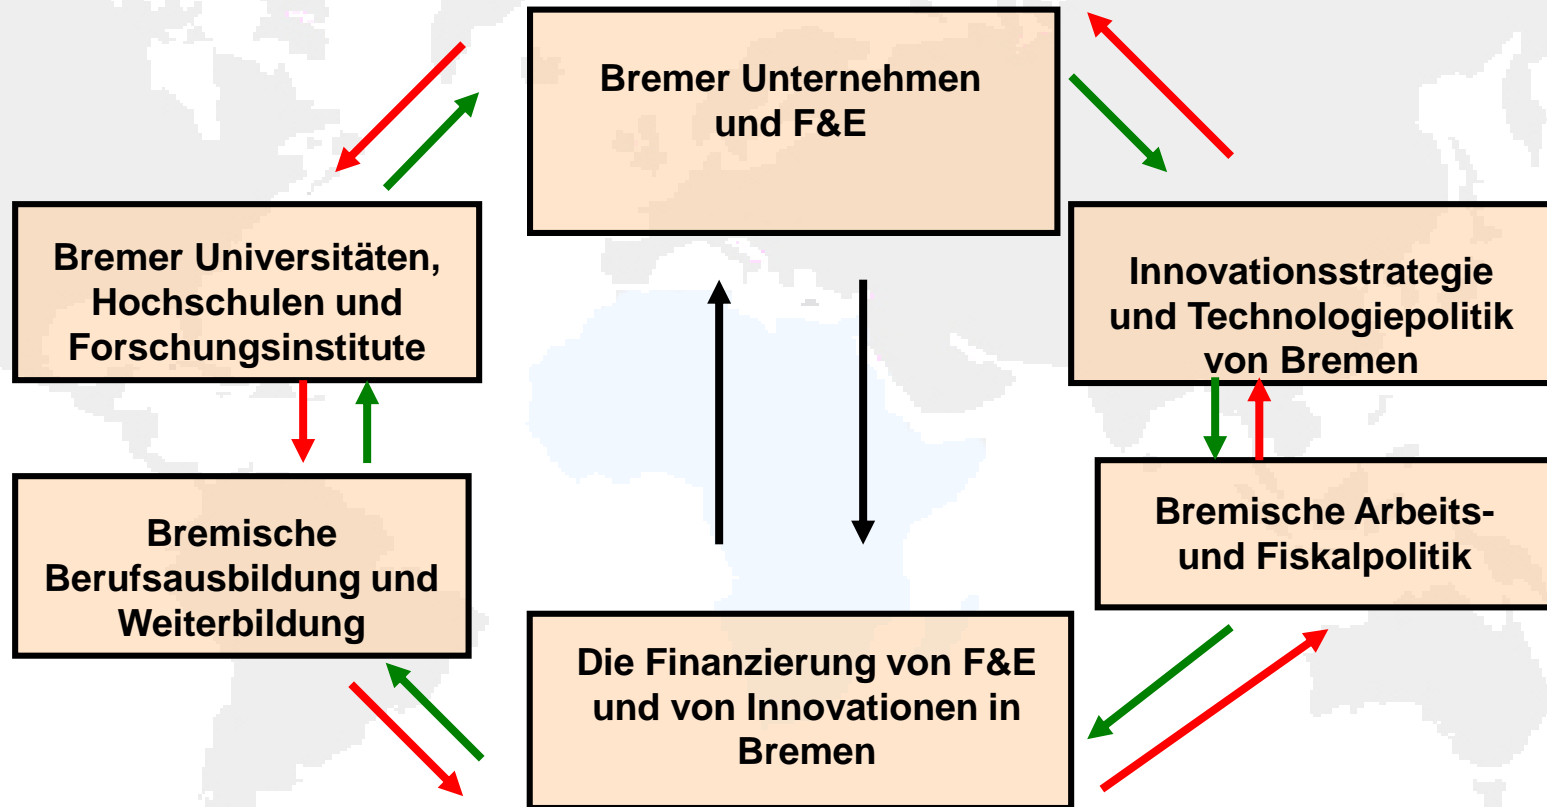 Bremer Unternehmen
und F&E
Bremer Universitäten,
Hochschulen und
Forschungsinstitute
Innovationsstrategie
und Technologiepolitik
von Bremen
Bremische
Berufsausbildung und
Weiterbildung
Bremische Arbeits-
und Fiskalpolitik
Die Finanzierung von F&E
und von Innovationen in
Bremen